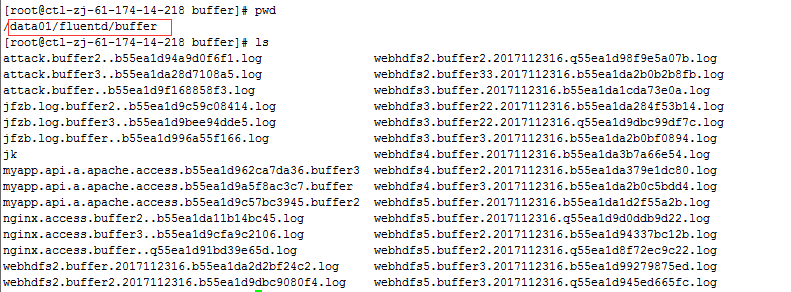 [root@ctl-zj-61-174-14-218 buffer]# pwd
/data01/fluentd/buffer
[root@ctl-zj-61-174-14-218 buffer]# ls
attack.buffer2..b55ea1d94a9d0f6f1.log webhdfs2.buffer2.2017112316.q55ea1d98f9e5a07b.log
attack.buffer3..b55ea1da28d7108a5.log webhdfs2.buffer33.2017112316.b55ea1da2b0b2b8fb.log
attack.buffer..b55ea1d9f168858f3.log webhdfs3.buffer.2017112316.b55ea1da1cda73e0a.log
jfzb.log.buffer2..b55ea1d9c59c08414.log webhdfs3.buffer22.2017112316.b55ea1da284f53b14.log
jfzb.log.buffer3..b55ea1d9bee94dde5.log webhdfs3.buffer22.2017112316.q55ea1d9dbc99df7c.log
jfzb.log.buffer..b55ea1d996a55f166.log webhdfs3.buffer3.2017112316.b55ea1da2b0bf0894.log
jk webhdfs4.buffer.2017112316.b55ea1da3b7a66e54.log
myapp.api.a.apache.access.b55ea1d962ca7da36.buffer3 webhdfs4.buffer2.2017112316.b55ea1da379e1dc80.log
myapp.api.a.apache.access.b55ea1d9a5f8ac3c7.buffer webhdfs4.buffer3.2017112316.b55ea1da2b0c5bdd4.log
myapp.api.a.apache.access.b55ea1d9c57bc3945.buffer2 webhdfs5.buffer.2017112316.b55ea1da1d2f55a2b.log
nginx.access.buffer2..b55ea1da11b14bc45.log webhdfs5.buffer.2017112316.q55ea1d9d0ddb9d22.log
nginx.access.buffer3..b55ea1d9cfa9c2106.log webhdfs5.buffer2.2017112316.b55ea1d94337bc12b.log
nginx.access.buffer..q55ea1d91bd39e65d.log webhdfs5.buffer2.2017112316.q55ea1d8f72ec9c22.log
webhdfs2.buffer.2017112316.b55ea1da2d2bf24c2.log webhdfs5.buffer3.2017112316.b55ea1d99279875ed.log
webhdfs2.buffer2.2017112316.b55ea1d9dbc9080f4.log webhdfs5.buffer3.2017112316.q55ea1d945ed665fc.log